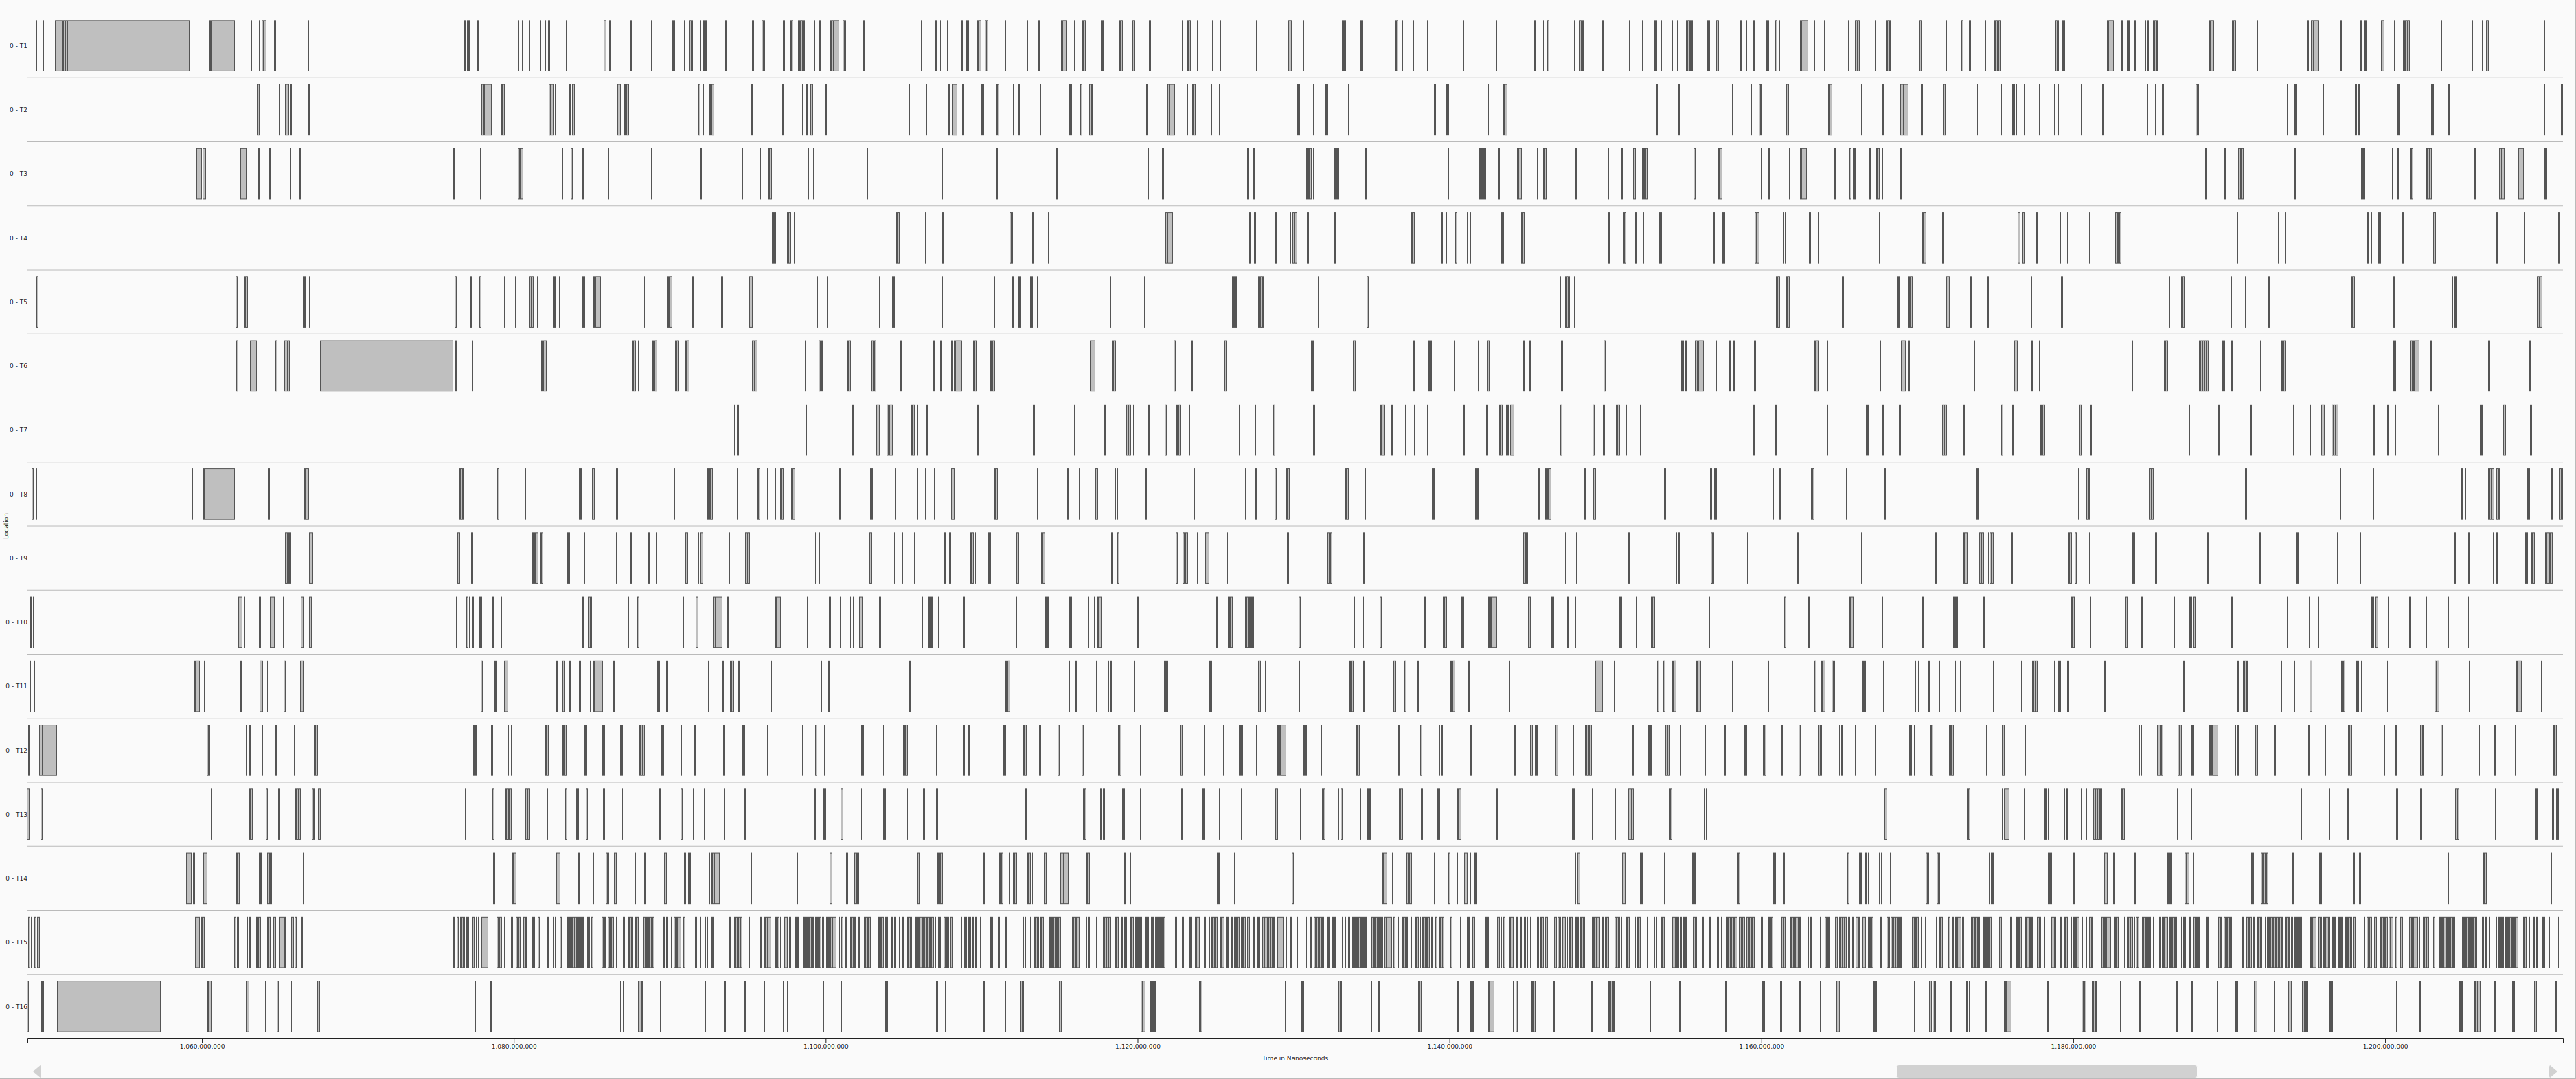 0 - T1
0 - T2
0 - T3
0 - T4
0 - T5
0 - T6
0 - T7
0 - T8
Location
0 - T9
0 - T10
0 - T11
0 - T12
0 - T13
0 - T14
0 - T15
0 - T16
1,060,000,000 1,080,000,000 1,100,000,000 1,120,000,000 1,140,000,000 1,160,000,000 1,180,000,000 1,200,000,000
Time in Nanoseconds